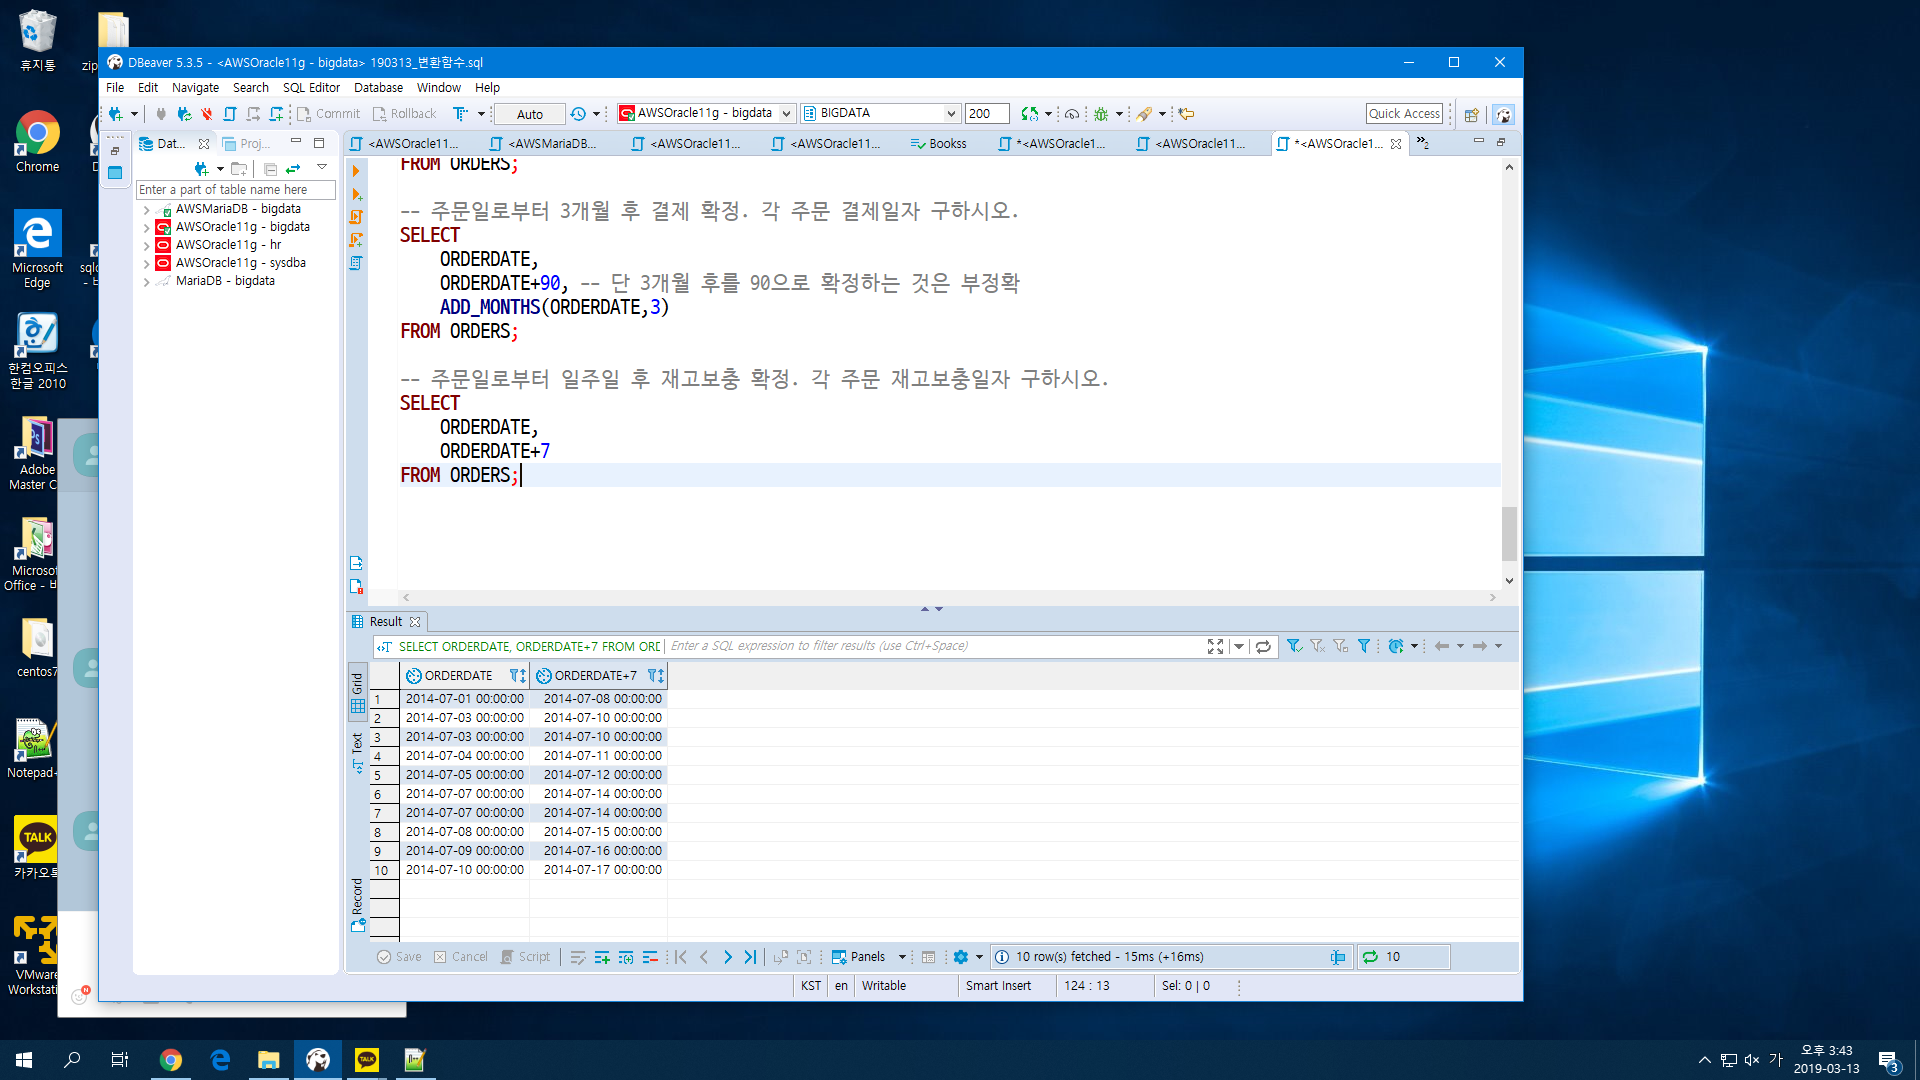 휴지통
zip
Chrome
D
Microsoft
Edge
sqld
한컴오피스
한글 2010
Adobe
Master C
Microso
Office - 비
centos7
Notepad+
카카오톡
VMware
Workstati
DBeaver 5.3.5 - <AWSOracle11g - bigdata> 190313_변환함수.sql
File Edit Navigate Search SQL Editor Database Window Help
Commit Rollback Auto AWSOracle11g - bigdata BIGDATA 200 Quick Access
Dat... Proj...
<AWSOracle11... <AWSMariaDB... <AWSOracle11... <AWSOracle11... Bookss *<AWSOracle1... <AWSOracle11... *<AWSOracle1... »2
Enter a part of table name here
AWSMariaDB - bigdata
AWSOracle11g - bigdata
AWSOracle11g - hr
AWSOracle11g - sysdba
MariaDB - bigdata
FROM ORDERS;
-- 주문일로부터 3개월 후 결제 확정. 각 주문 결제일자 구하시오.
SELECT
ORDERDATE,
ORDERDATE+90, -- 단 3개월 후를 90으로 확정하는 것은 부정확
ADD_MONTHS(ORDERDATE,3)
FROM ORDERS;
-- 주문일로부터 일주일 후 재고보충 확정. 각 주문 재고보충일자 구하시오.
SELECT
ORDERDATE,
ORDERDATE+7
FROM ORDERS;
Result
SELECT ORDERDATE, ORDERDATE+7 FROM ORE Enter a SQL expression to filter results (use Ctrl+Space)
Grid
Text
Record
ORDERDATE ORDERDATE+7
1 2014-07-01 00:00:00 2014-07-08 00:00:00
2 2014-07-03 00:00:00 2014-07-10 00:00:00
3 2014-07-03 00:00:00 2014-07-10 00:00:00
4 2014-07-04 00:00:00 2014-07-11 00:00:00
5 2014-07-05 00:00:00 2014-07-12 00:00:00
6 2014-07-07 00:00:00 2014-07-14 00:00:00
7 2014-07-07 00:00:00 2014-07-14 00:00:00
8 2014-07-08 00:00:00 2014-07-15 00:00:00
9 2014-07-09 00:00:00 2014-07-16 00:00:00
10 2014-07-10 00:00:00 2014-07-17 00:00:00
Save Cancel Script Panels 10 row(s) fetched - 15ms (+16ms) 10
KST en Writable Smart Insert 124 : 13 Sel: 0 | 0
TALK
가 오후 3:43
2019-03-13
3